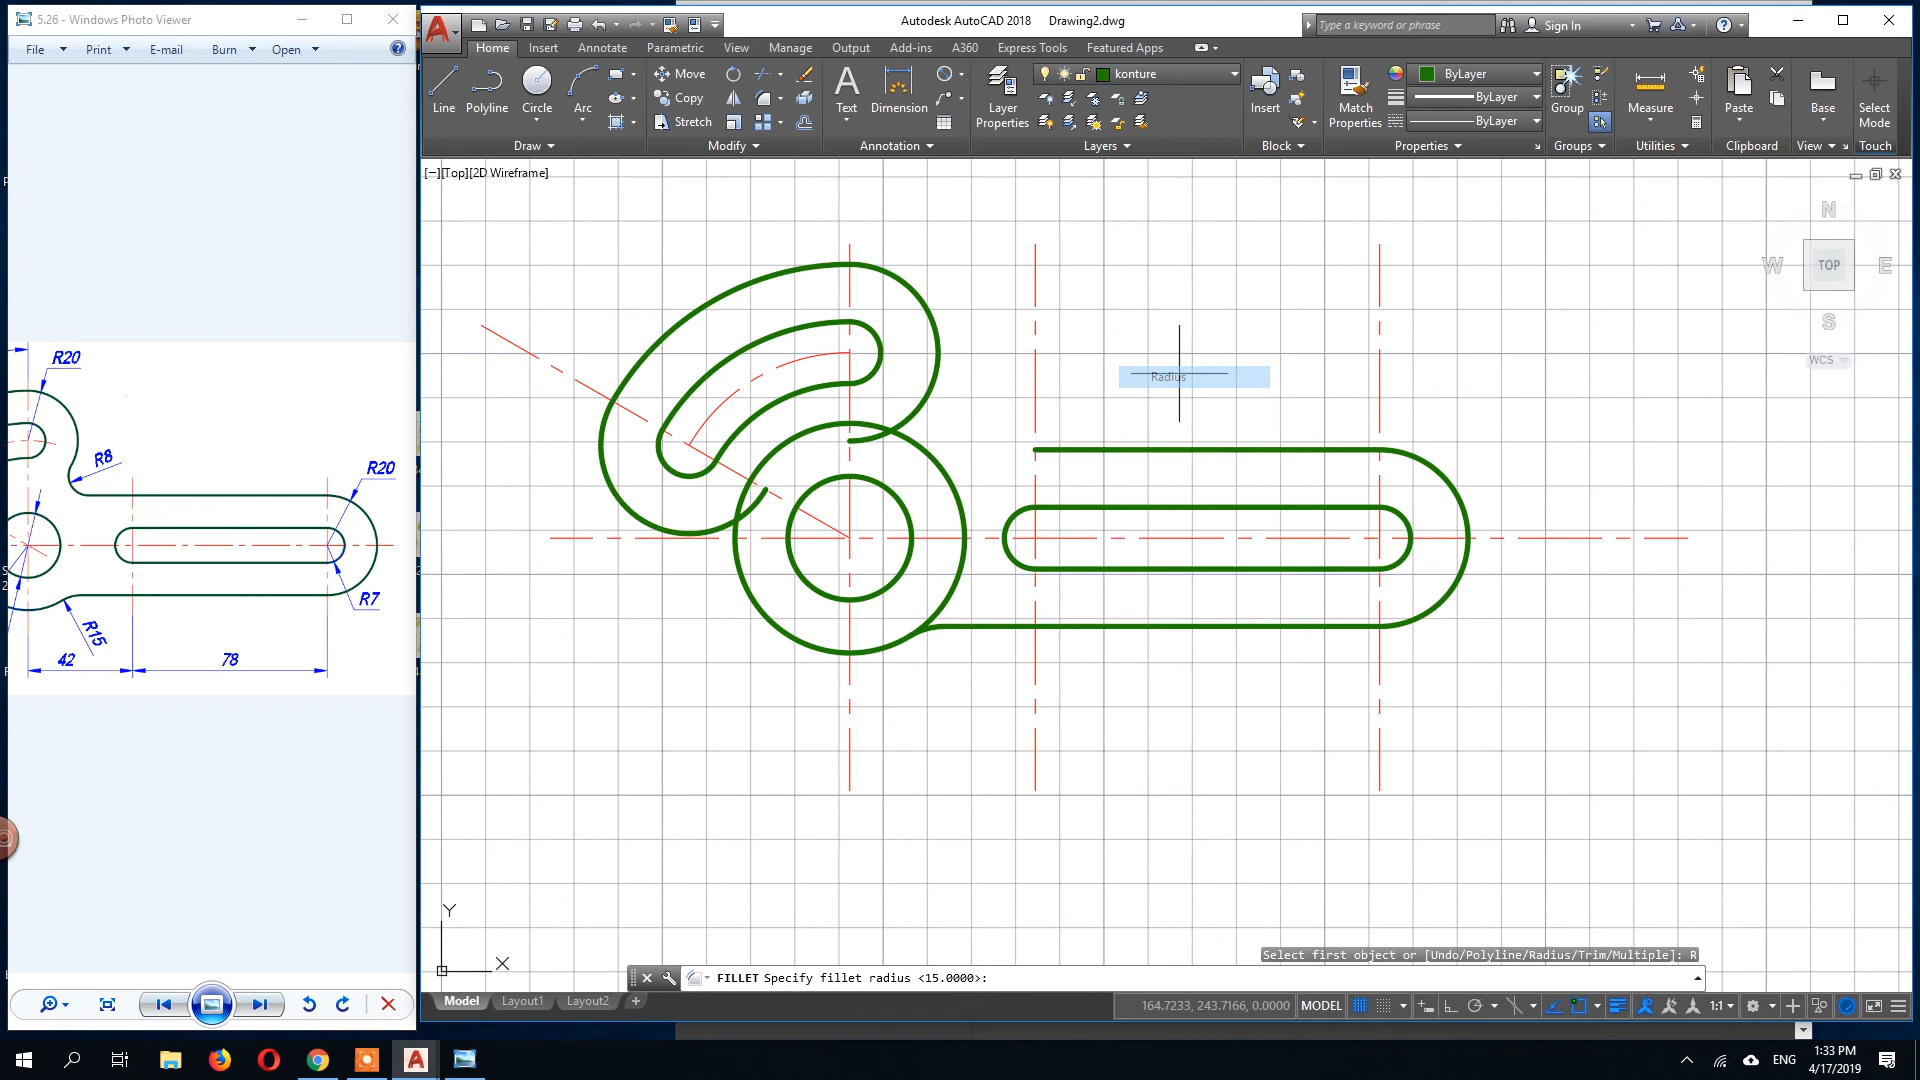 5.26 - Windows Photo Viewer
File Print E-mail Burn Open
R20
R8
R20
R7
R15
42
78
Autodesk AutoCAD 2018 Drawing2.dwg
Type a keyword or phrase
Sign In
Home Insert Annotate Parametric View Manage Output Add-ins A360 Express Tools Featured Apps
Line Polyline Circle Arc
Move
Copy
Stretch
Text Dimension
Layer Properties
konture
Insert
Match Properties
ByLayer
ByLayer
ByLayer
Group
Measure
Paste
Base
Select Mode
Draw Modify Annotation Layers Block Properties Groups Utilities Clipboard View Touch
[−][Top][2D Wireframe]
N
W TOP E
S
WCS
Radius
Y
X
Select first object or [Undo/Polyline/Radius/Trim/Multiple]: R
FILLET Specify fillet radius <15.0000>:
Model Layout1 Layout2 +
164.7233, 243.7166, 0.0000 MODEL 1:1
ENG
1:33 PM
4/17/2019